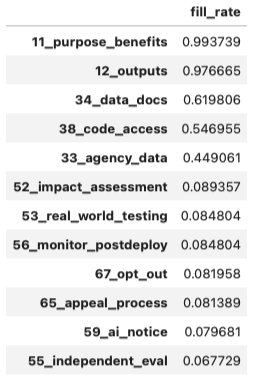 fill_rate
11_purpose_benefits 0.993739
12_outputs 0.976665
34_data_docs 0.619806
38_code_access 0.546955
33_agency_data 0.449061
52_impact_assessment 0.089357
53_real_world_testing 0.084804
56_monitor_postdeploy 0.084804
67_opt_out 0.081958
65_appeal_process 0.081389
59_ai_notice 0.079681
55_independent_eval 0.067729